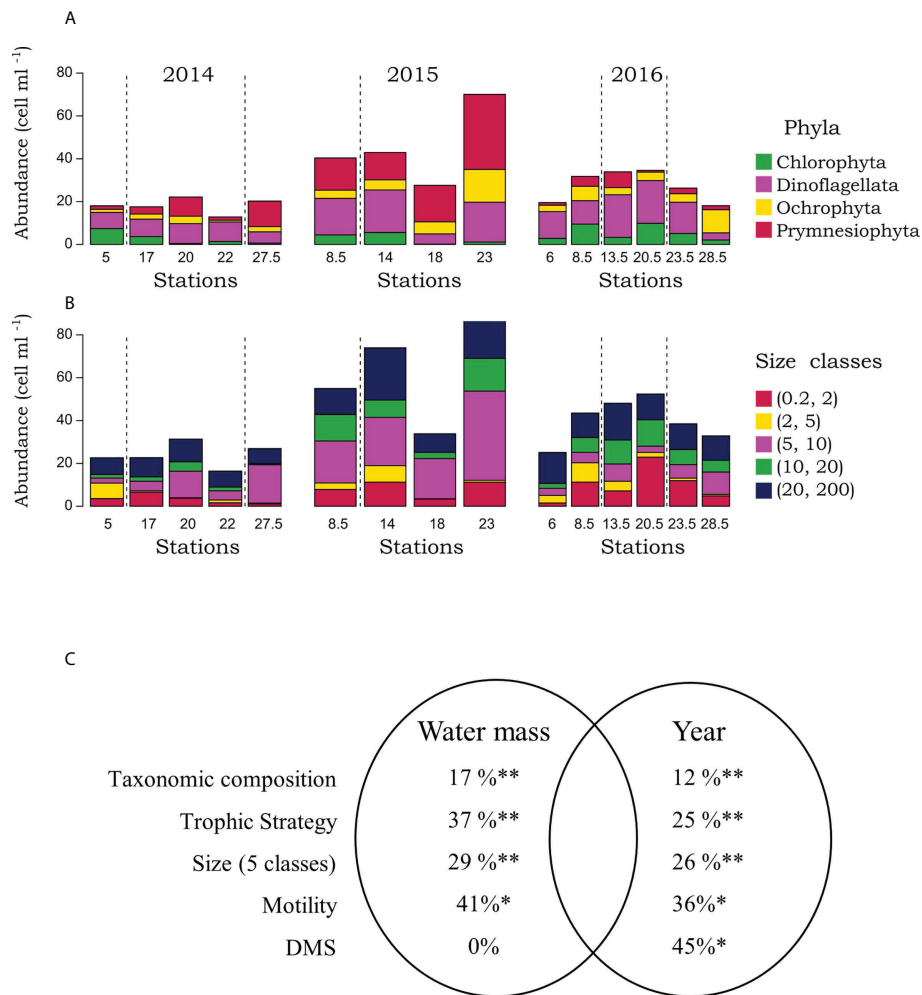 A
2014
2015
2016
Abundance (cell ml -1)
80
60
40
20
0
5 17 20 22 27.5
8.5 14 18 23
6 8.5 13.5 20.5 23.5 28.5
Stations
Stations
Stations
Phyla
Chlorophyta
Dinoflagellata
Ochrophyta
Prymnesiophyta
B
Abundance (cell ml -1)
80
60
40
20
0
5 17 20 22 27.5
8.5 14 18 23
6 8.5 13.5 20.5 23.5 28.5
Stations
Stations
Stations
Size classes
(0.2, 2)
(2, 5)
(5, 10)
(10, 20)
(20, 200)
C
Water mass Year
Taxonomic composition 17 %** 12 %**
Trophic Strategy 37 %** 25 %**
Size (5 classes) 29 %** 26 %**
Motility 41%* 36%*
DMS 0% 45%*